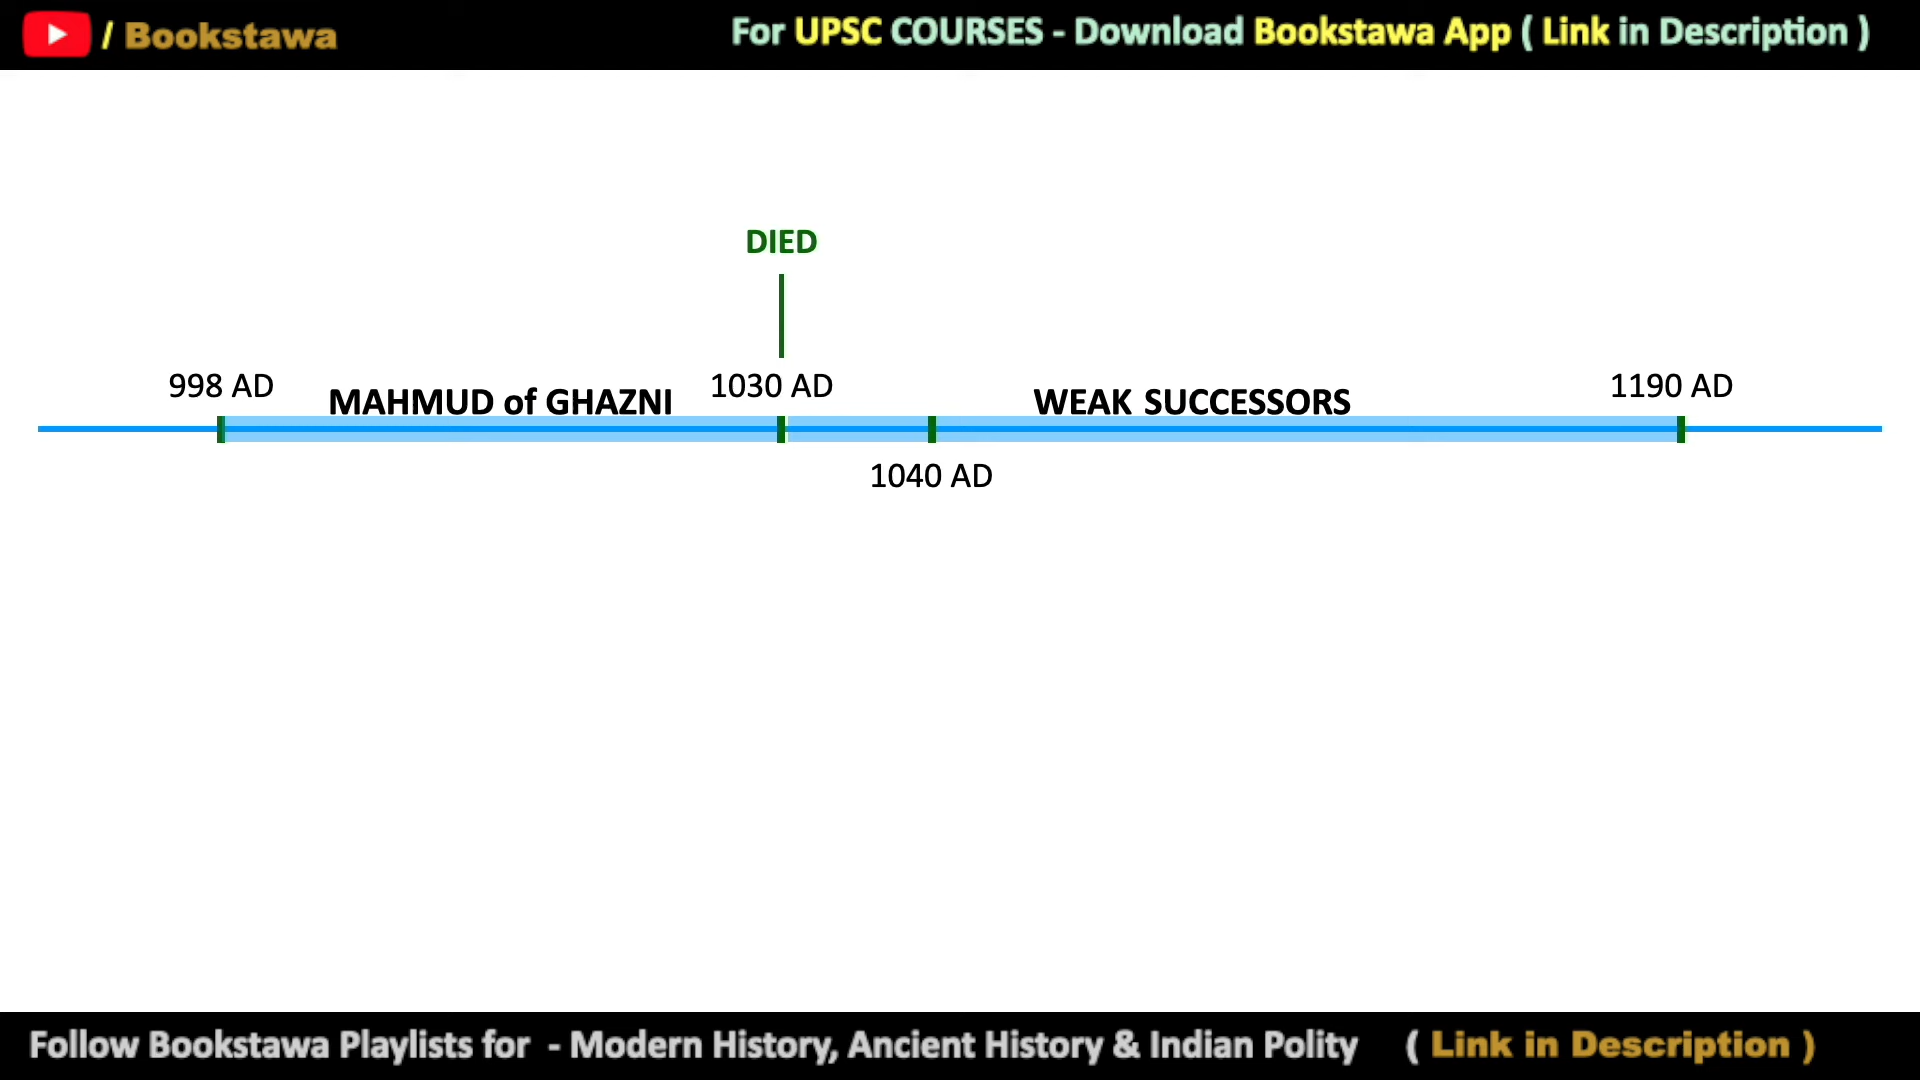 / Bookstawa
For UPSC COURSES - Download Bookstawa App ( Link in Description )
DIED
998 AD
MAHMUD of GHAZNI
1030 AD
WEAK SUCCESSORS
1190 AD
1040 AD
Follow Bookstawa Playlists for - Modern History, Ancient History & Indian Polity ( Link in Description )